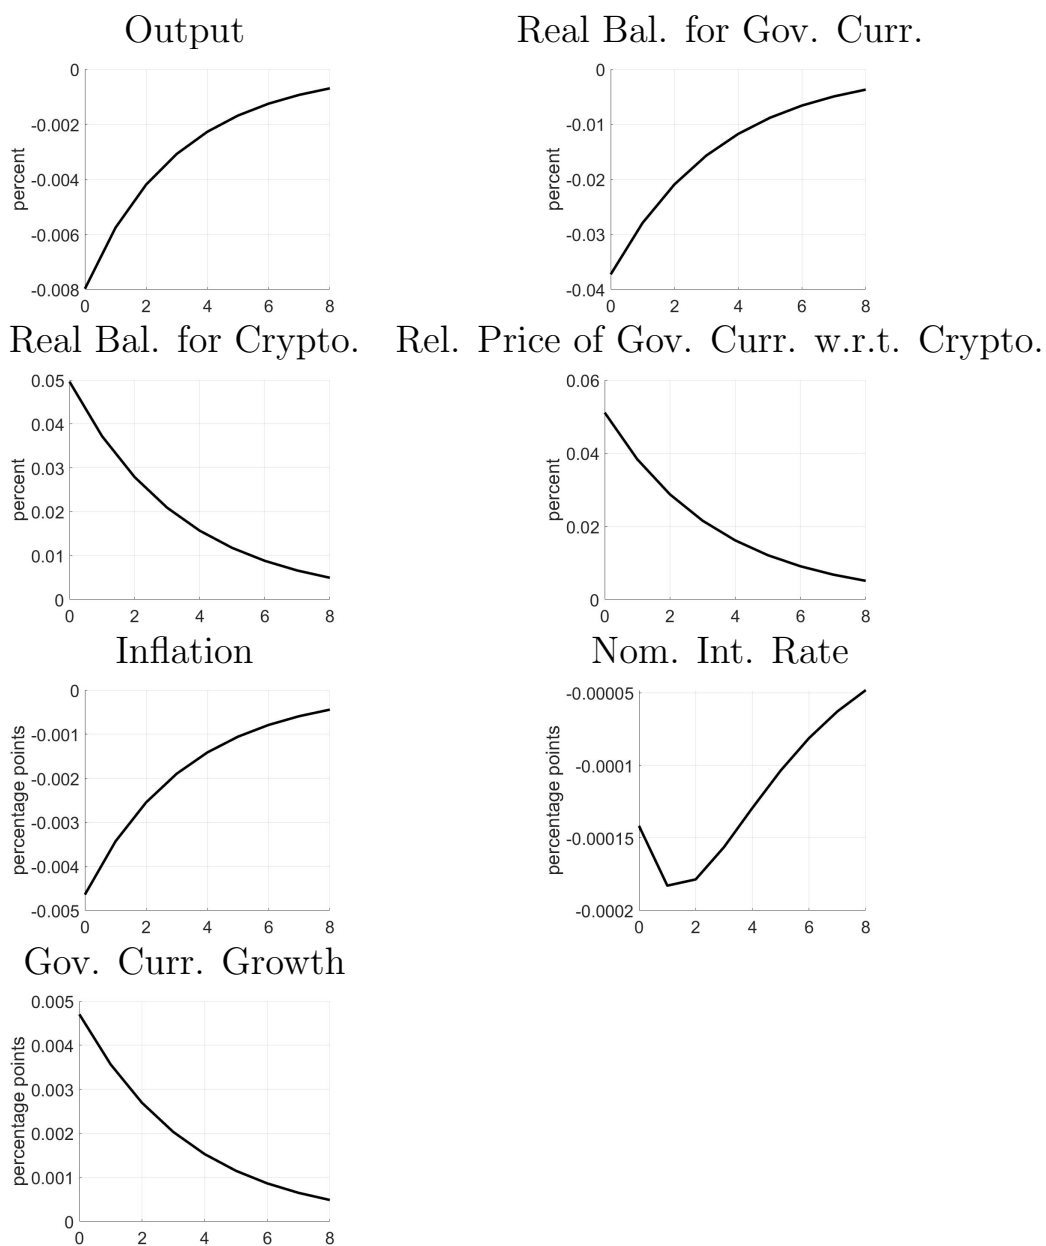 Output
0
-0.002
-0.004
-0.006
-0.008
percent
0 2 4 6 8
Real Bal. for Gov. Curr.
0
-0.01
-0.02
-0.03
-0.04
percent
0 2 4 6 8
Real Bal. for Crypto.
0.05
0.04
0.03
0.02
0.01
0
percent
0 2 4 6 8
Rel. Price of Gov. Curr. w.r.t. Crypto.
0.06
0.04
0.02
0
percent
0 2 4 6 8
Inflation
0
-0.001
-0.002
-0.003
-0.004
-0.005
percentage points
0 2 4 6 8
Nom. Int. Rate
-0.00005
-0.0001
-0.00015
-0.0002
percentage points
0 2 4 6 8
Gov. Curr. Growth
0.005
0.004
0.003
0.002
0.001
0
percentage points
0 2 4 6 8